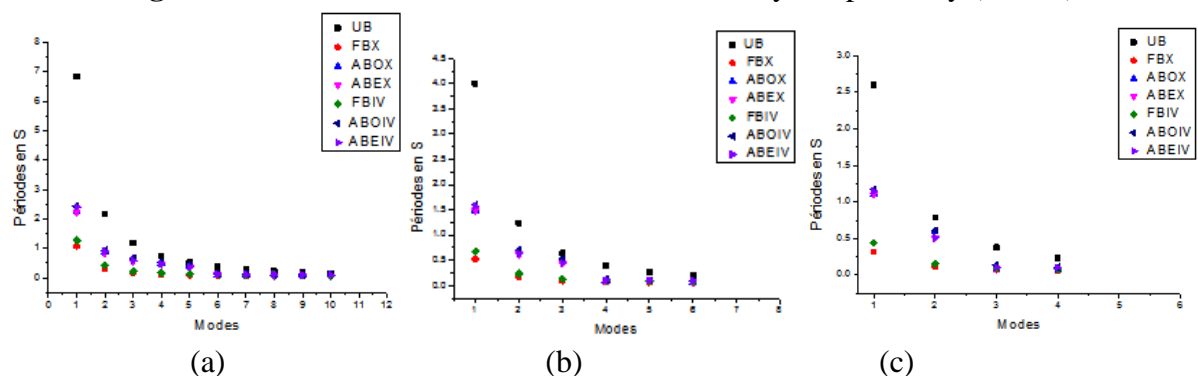 UB
FBX
ABOX
ABEX
FBIV
ABOIV
ABEIV
8
7
6
5
4
3
2
1
0
Périodes en S
0 1 2 3 4 5 6 7 8 9 10 11 12
Modes
(a)
UB
FBX
ABOX
ABEX
FBIV
ABOIV
ABEIV
4.5
4.0
3.5
3.0
2.5
2.0
1.5
1.0
0.5
0.0
Périodes en S
1 2 3 4 5 6 7 8
Modes
(b)
UB
FBX
ABOX
ABEX
FBIV
ABOIV
ABEIV
3.0
2.5
2.0
1.5
1.0
0.5
0.0
Périodes en S
1 2 3 4 5 6
Modes
(c)